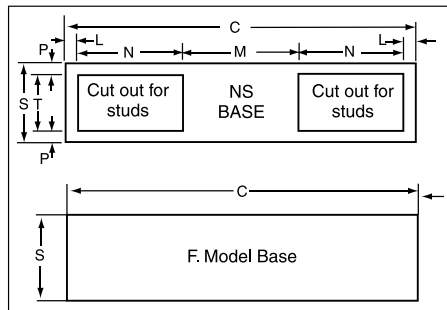 C
P L L
N M N
S T
Cut out for
studs
NS
BASE
Cut out for
studs
P
C
S
F. Model Base